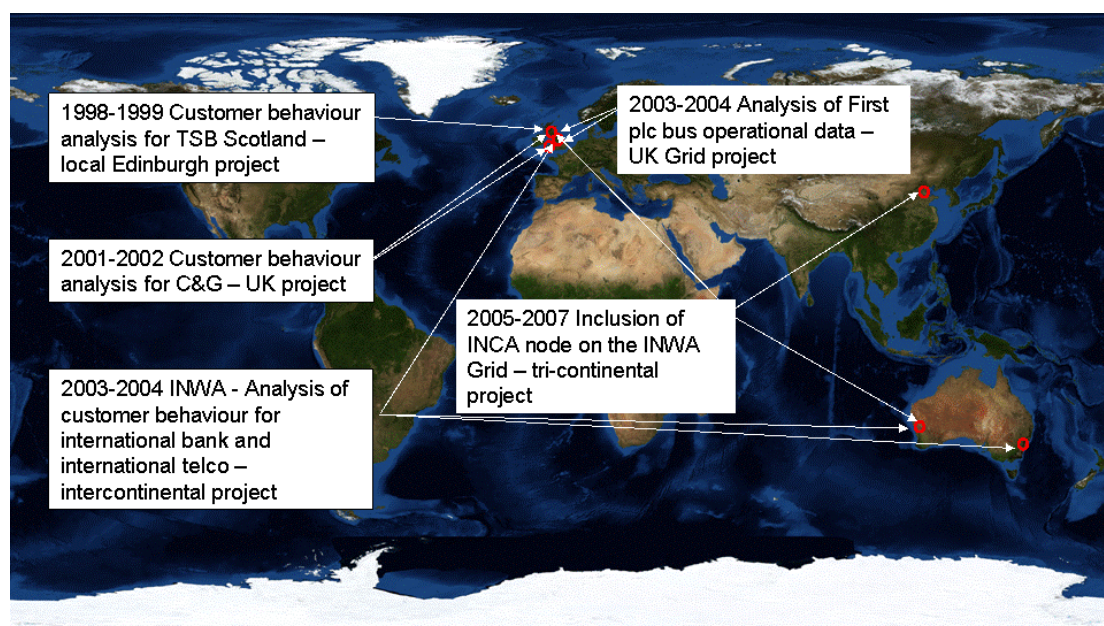 1998-1999 Customer behaviour
analysis for TSB Scotland –
local Edinburgh project
2003-2004 Analysis of First
plc bus operational data –
UK Grid project
2001-2002 Customer behaviour
analysis for C&G – UK project
2005-2007 Inclusion of
INCA node on the INWA
Grid – tri-continental
project
2003-2004 INWA - Analysis of
customer behaviour for
international bank and
international telco –
intercontinental project